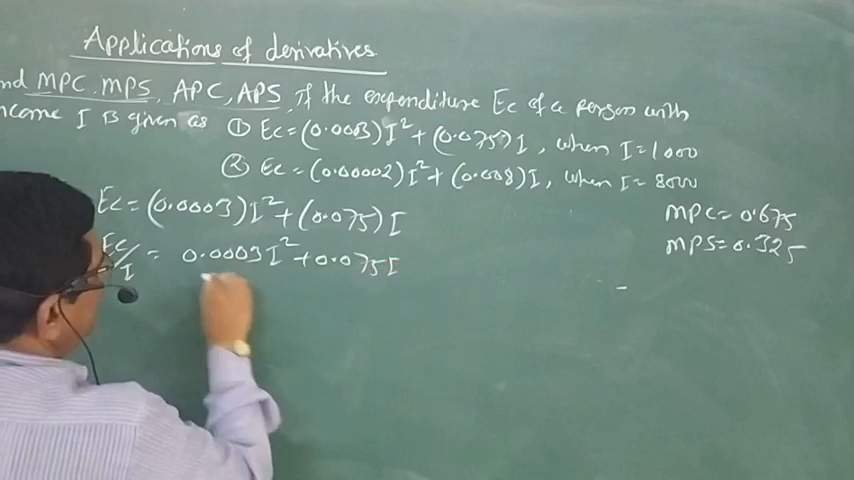 Applications of derivatives
nd MPC, MPS, APC, APS, if the expenditure Ec of a person with
ncome I is given as ① Ec=(0.0003)I²+(0.075)I, when I=1000
② Ec=(0.00002)I²+(0.008)I, when I=8000
Ec=(0.0003)I²+(0.075)I
Ec/I = 0.0003I²+0.075I
MPC=0.675
MPS=0.325